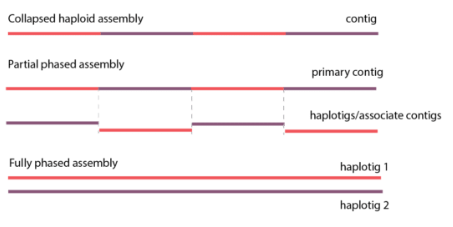 Collapsed haploid assembly contig
Partial phased assembly
primary contig
haplotigs/associate contigs
Fully phased assembly haplotig 1
haplotig 2